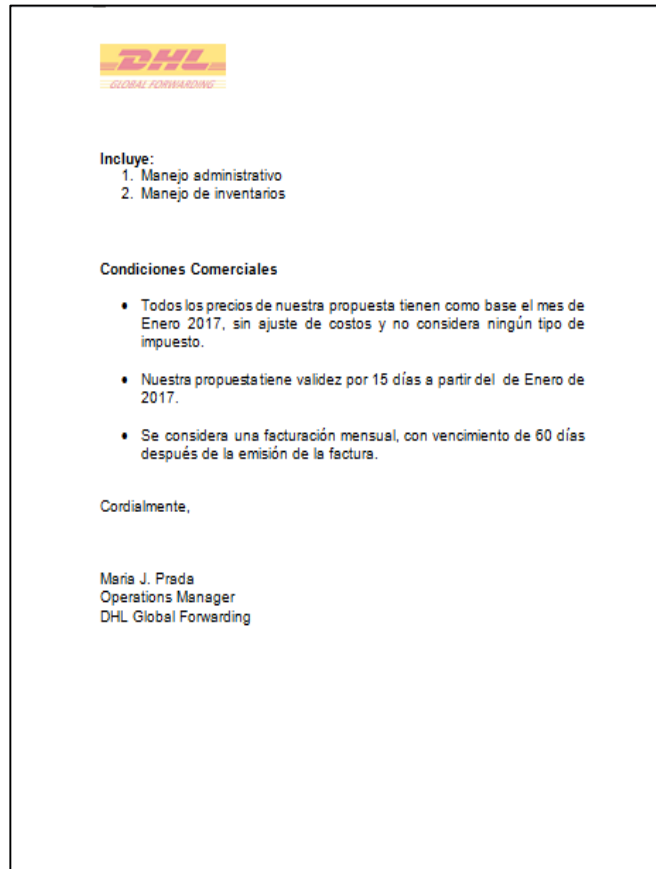 DHL
GLOBAL FORWARDING
Incluye:
1. Manejo administrativo
2. Manejo de inventarios
Condiciones Comerciales
• Todos los precios de nuestra propuesta tienen como base el mes de
Enero 2017, sin ajuste de costos y no considera ningún tipo de
impuesto.
• Nuestra propuesta tiene validez por 15 días a partir del  de Enero de
2017.
• Se considera una facturación mensual, con vencimiento de 60 días
después de la emisión de la factura.
Cordialmente,
Maria J. Prada
Operations Manager
DHL Global Forwarding